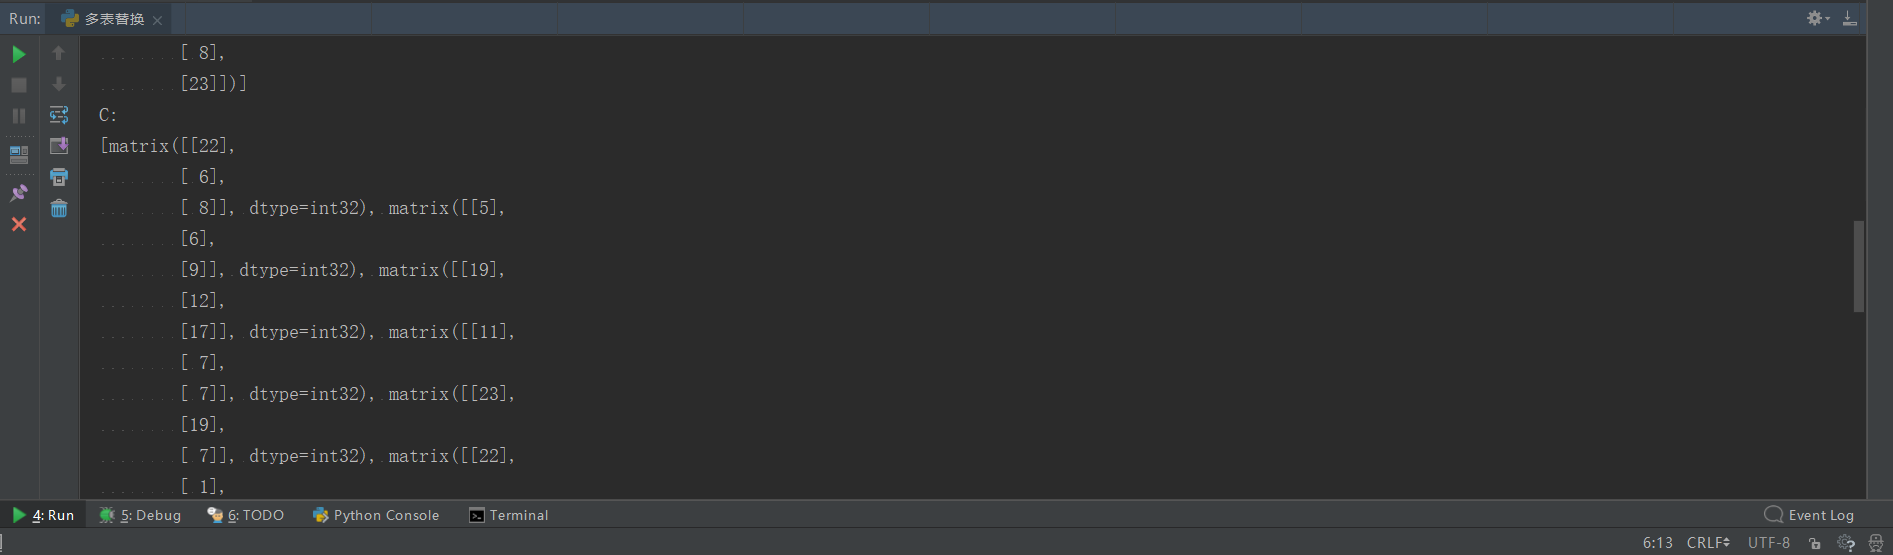 Run: 多表替换
[ 8],
[23]])]
C:
[matrix([[22],
[ 6],
[ 8]], dtype=int32), matrix([[5],
[6],
[9]], dtype=int32), matrix([[19],
[12],
[17]], dtype=int32), matrix([[11],
[ 7],
[ 7]], dtype=int32), matrix([[23],
[19],
[ 7]], dtype=int32), matrix([[22],
[ 1],
4: Run 5: Debug 6: TODO Python Console Terminal Event Log
6:13 CRLF UTF-8